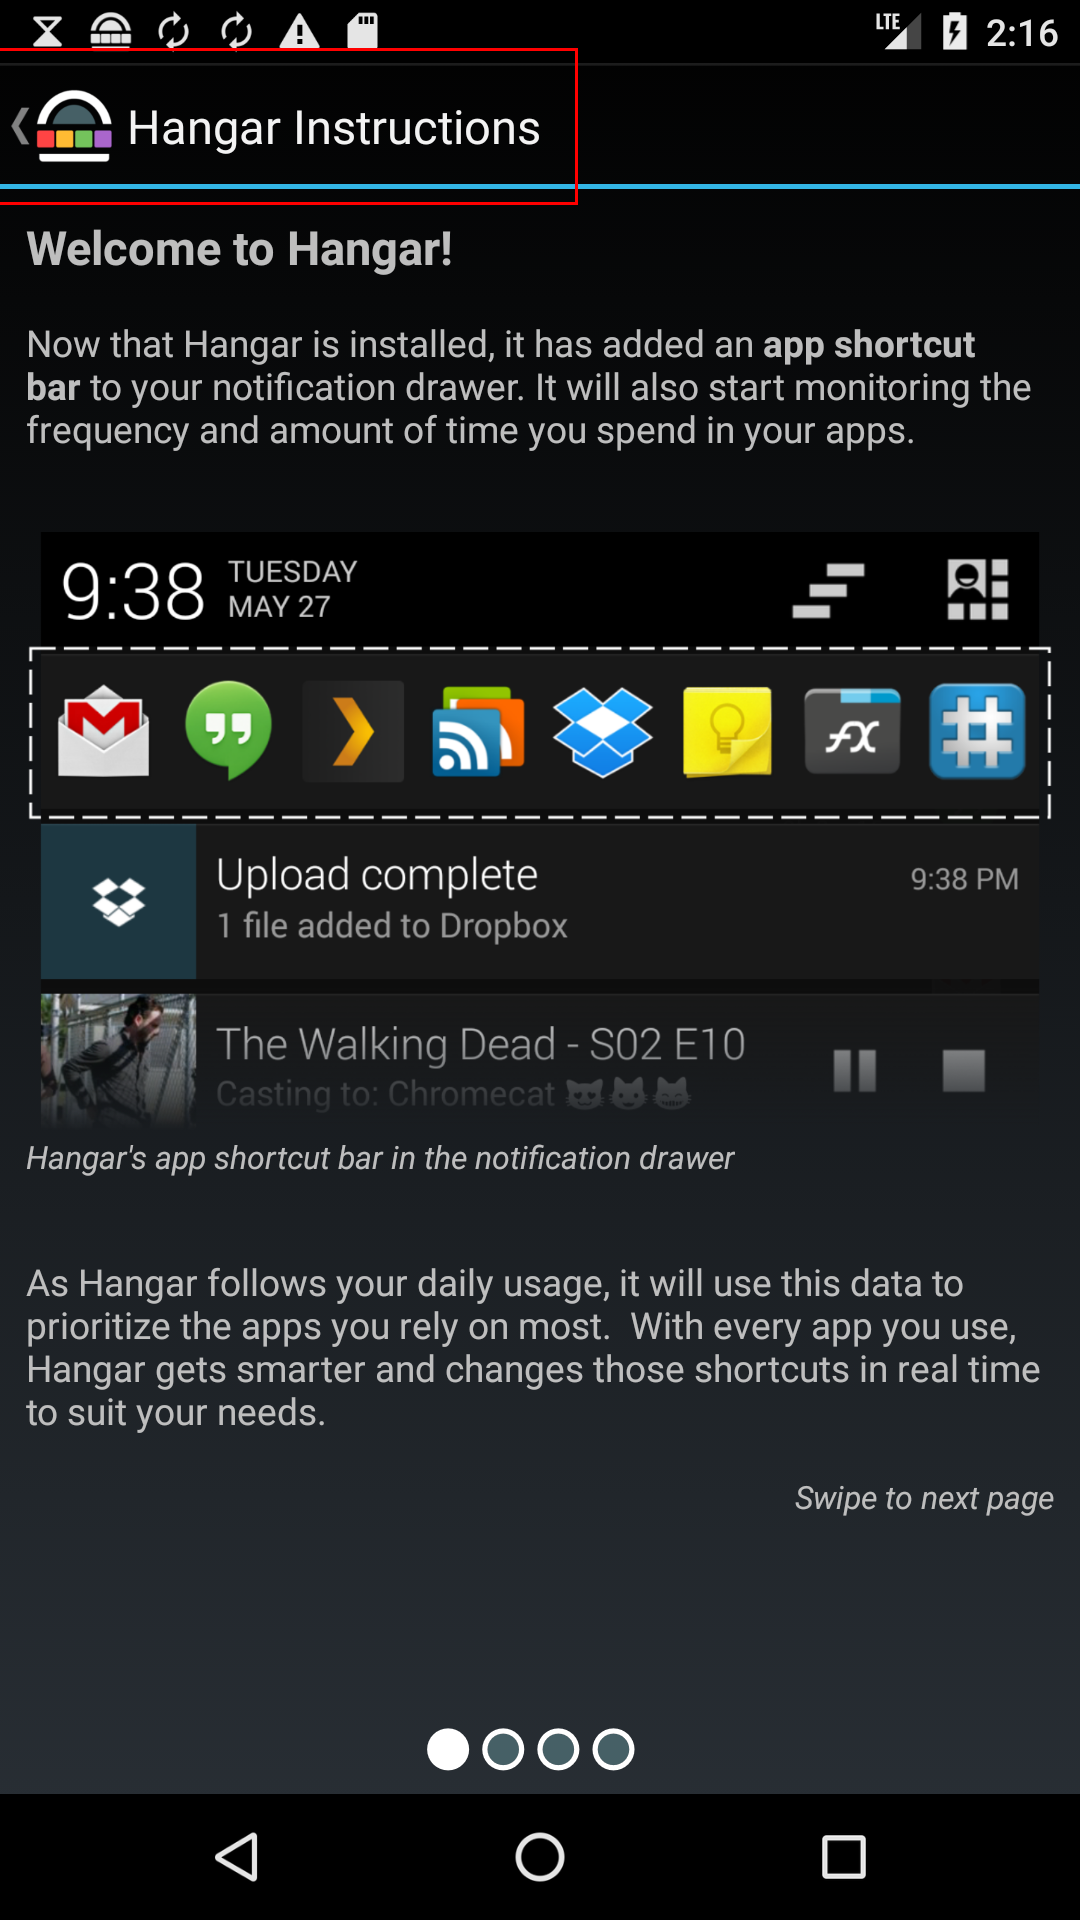 LTE 2:16
Hangar Instructions
Welcome to Hangar!
Now that Hangar is installed, it has added an app shortcut
bar to your notification drawer. It will also start monitoring the
frequency and amount of time you spend in your apps.
9:38 TUESDAY
MAY 27
FX
Upload complete
9:38 PM
1 file added to Dropbox
The Walking Dead - S02 E10
Casting to: Chromecat 😻😺😸
Hangar's app shortcut bar in the notification drawer
As Hangar follows your daily usage, it will use this data to
prioritize the apps you rely on most.  With every app you use,
Hangar gets smarter and changes those shortcuts in real time
to suit your needs.
Swipe to next page